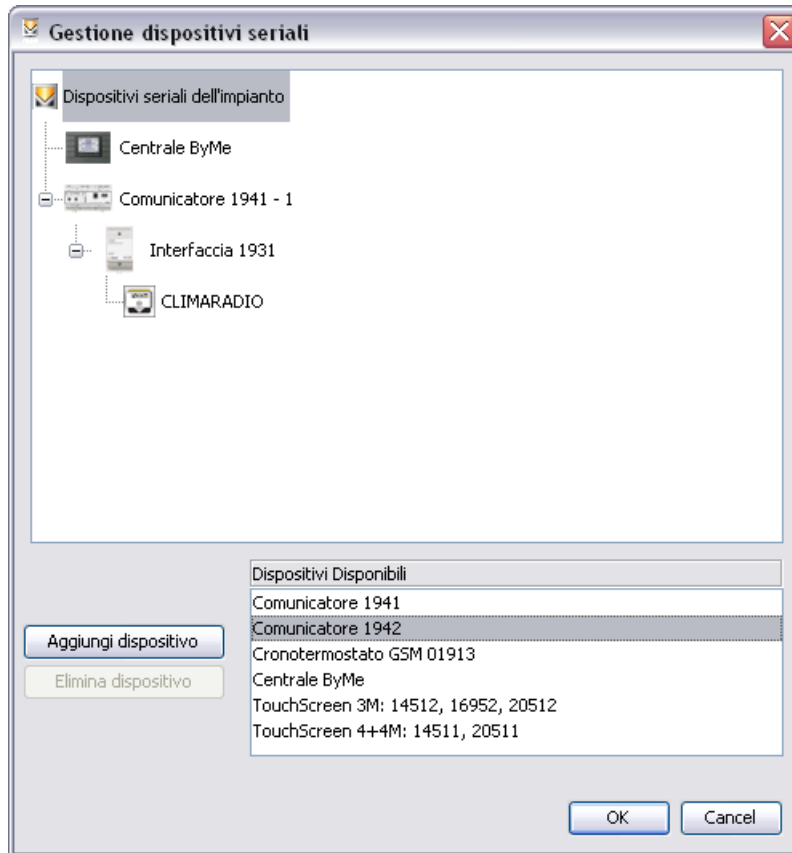 Gestione dispositivi seriali
Dispositivi seriali dell'impianto
Centrale ByMe
Comunicatore 1941 - 1
Interfaccia 1931
CLIMARADIO
Dispositivi Disponibili
Comunicatore 1941
Comunicatore 1942
Cronotermostato GSM 01913
Centrale ByMe
TouchScreen 3M: 14512, 16952, 20512
TouchScreen 4+4M: 14511, 20511
Aggiungi dispositivo
Elimina dispositivo
OK
Cancel